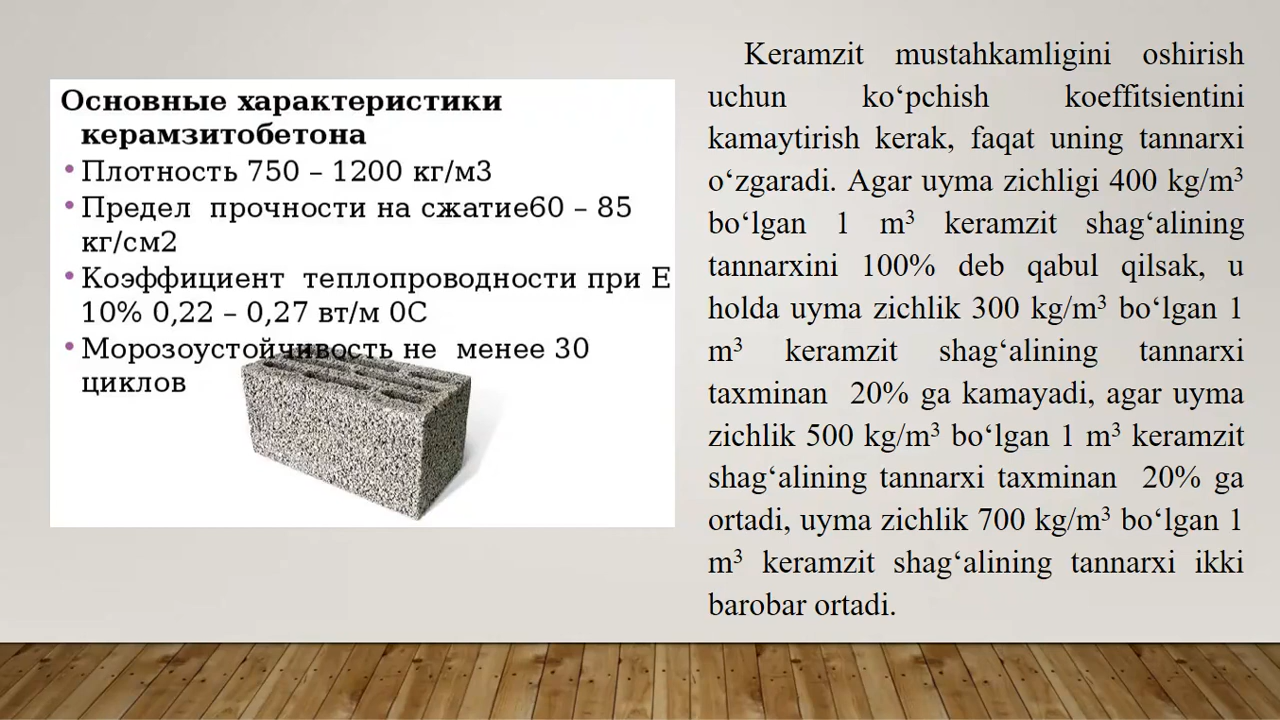 Основные характеристики
керамзитобетона
• Плотность 750 – 1200 кг/м3
• Предел прочности на сжатие60 – 85
кг/см2
• Коэффициент теплопроводности при Е
10% 0,22 – 0,27 вт/м 0С
• Морозоустойчивость не менее 30
циклов
Keramzit mustahkamligini oshirish
uchun ko‘pchish koeffitsientini
kamaytirish kerak, faqat uning tannarxi
o‘zgaradi. Agar uyma zichligi 400 kg/m³
bo‘lgan 1 m³ keramzit shag‘alining
tannarxini 100% deb qabul qilsak, u
holda uyma zichlik 300 kg/m³ bo‘lgan 1
m³ keramzit shag‘alining tannarxi
taxminan 20% ga kamayadi, agar uyma
zichlik 500 kg/m³ bo‘lgan 1 m³ keramzit
shag‘alining tannarxi taxminan 20% ga
ortadi, uyma zichlik 700 kg/m³ bo‘lgan 1
m³ keramzit shag‘alining tannarxi ikki
barobar ortadi.